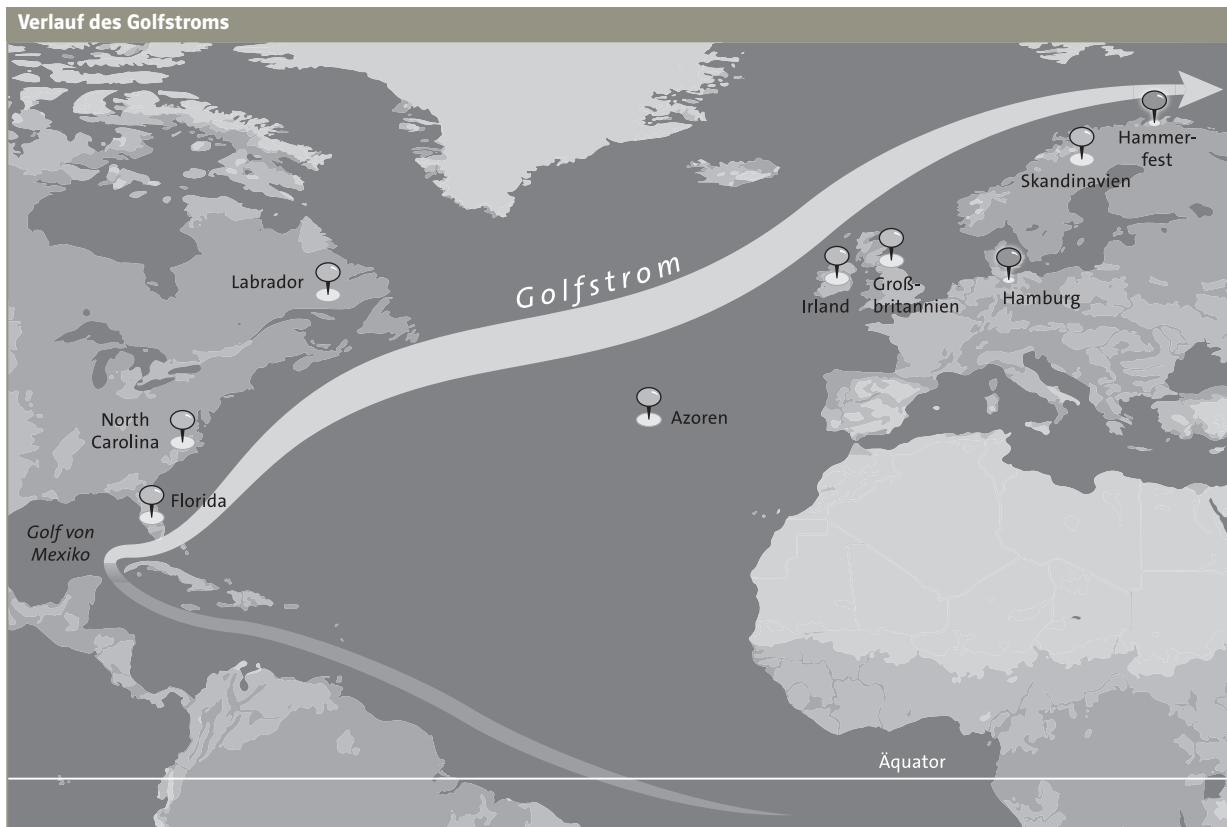 Verlauf des Golfstroms
Hammer-
fest
Skandinavien
Labrador
Golfstrom
Irland
Groß-
britannien
Hamburg
North
Carolina
Azoren
Florida
Golf von
Mexiko
Äquator